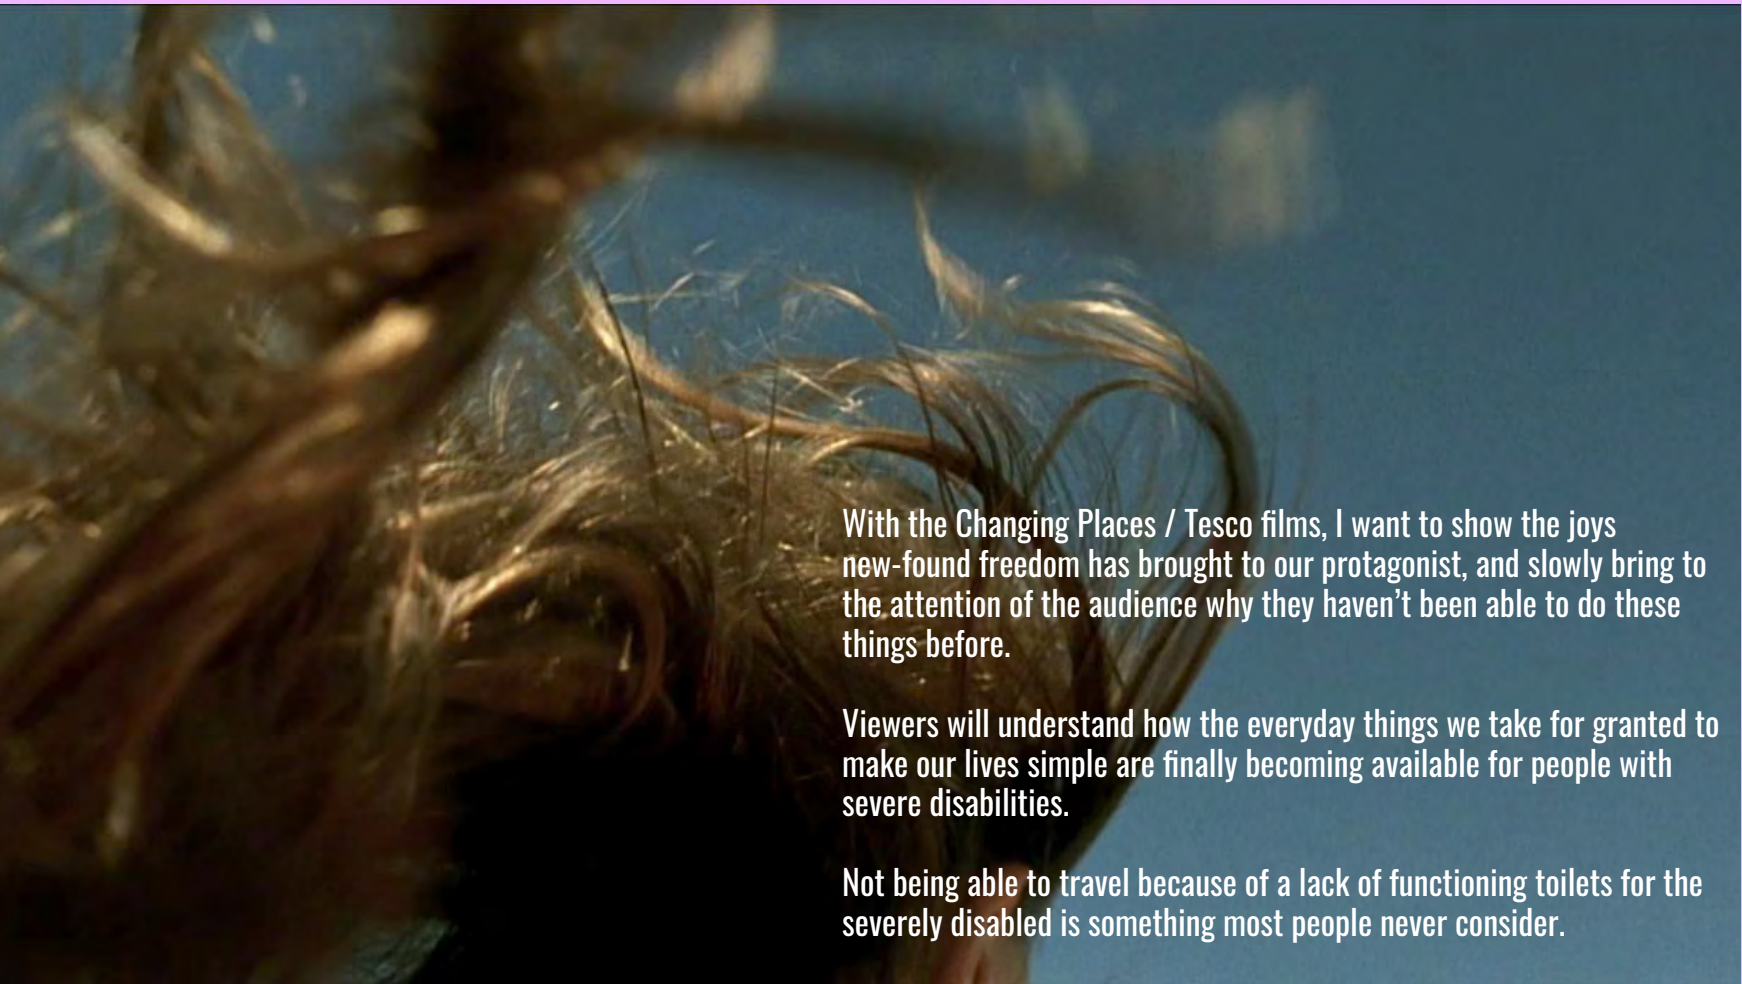 With the Changing Places / Tesco films, I want to show the joys
new-found freedom has brought to our protagonist, and slowly bring to
the attention of the audience why they haven’t been able to do these
things before.
Viewers will understand how the everyday things we take for granted to
make our lives simple are finally becoming available for people with
severe disabilities.
Not being able to travel because of a lack of functioning toilets for the
severely disabled is something most people never consider.